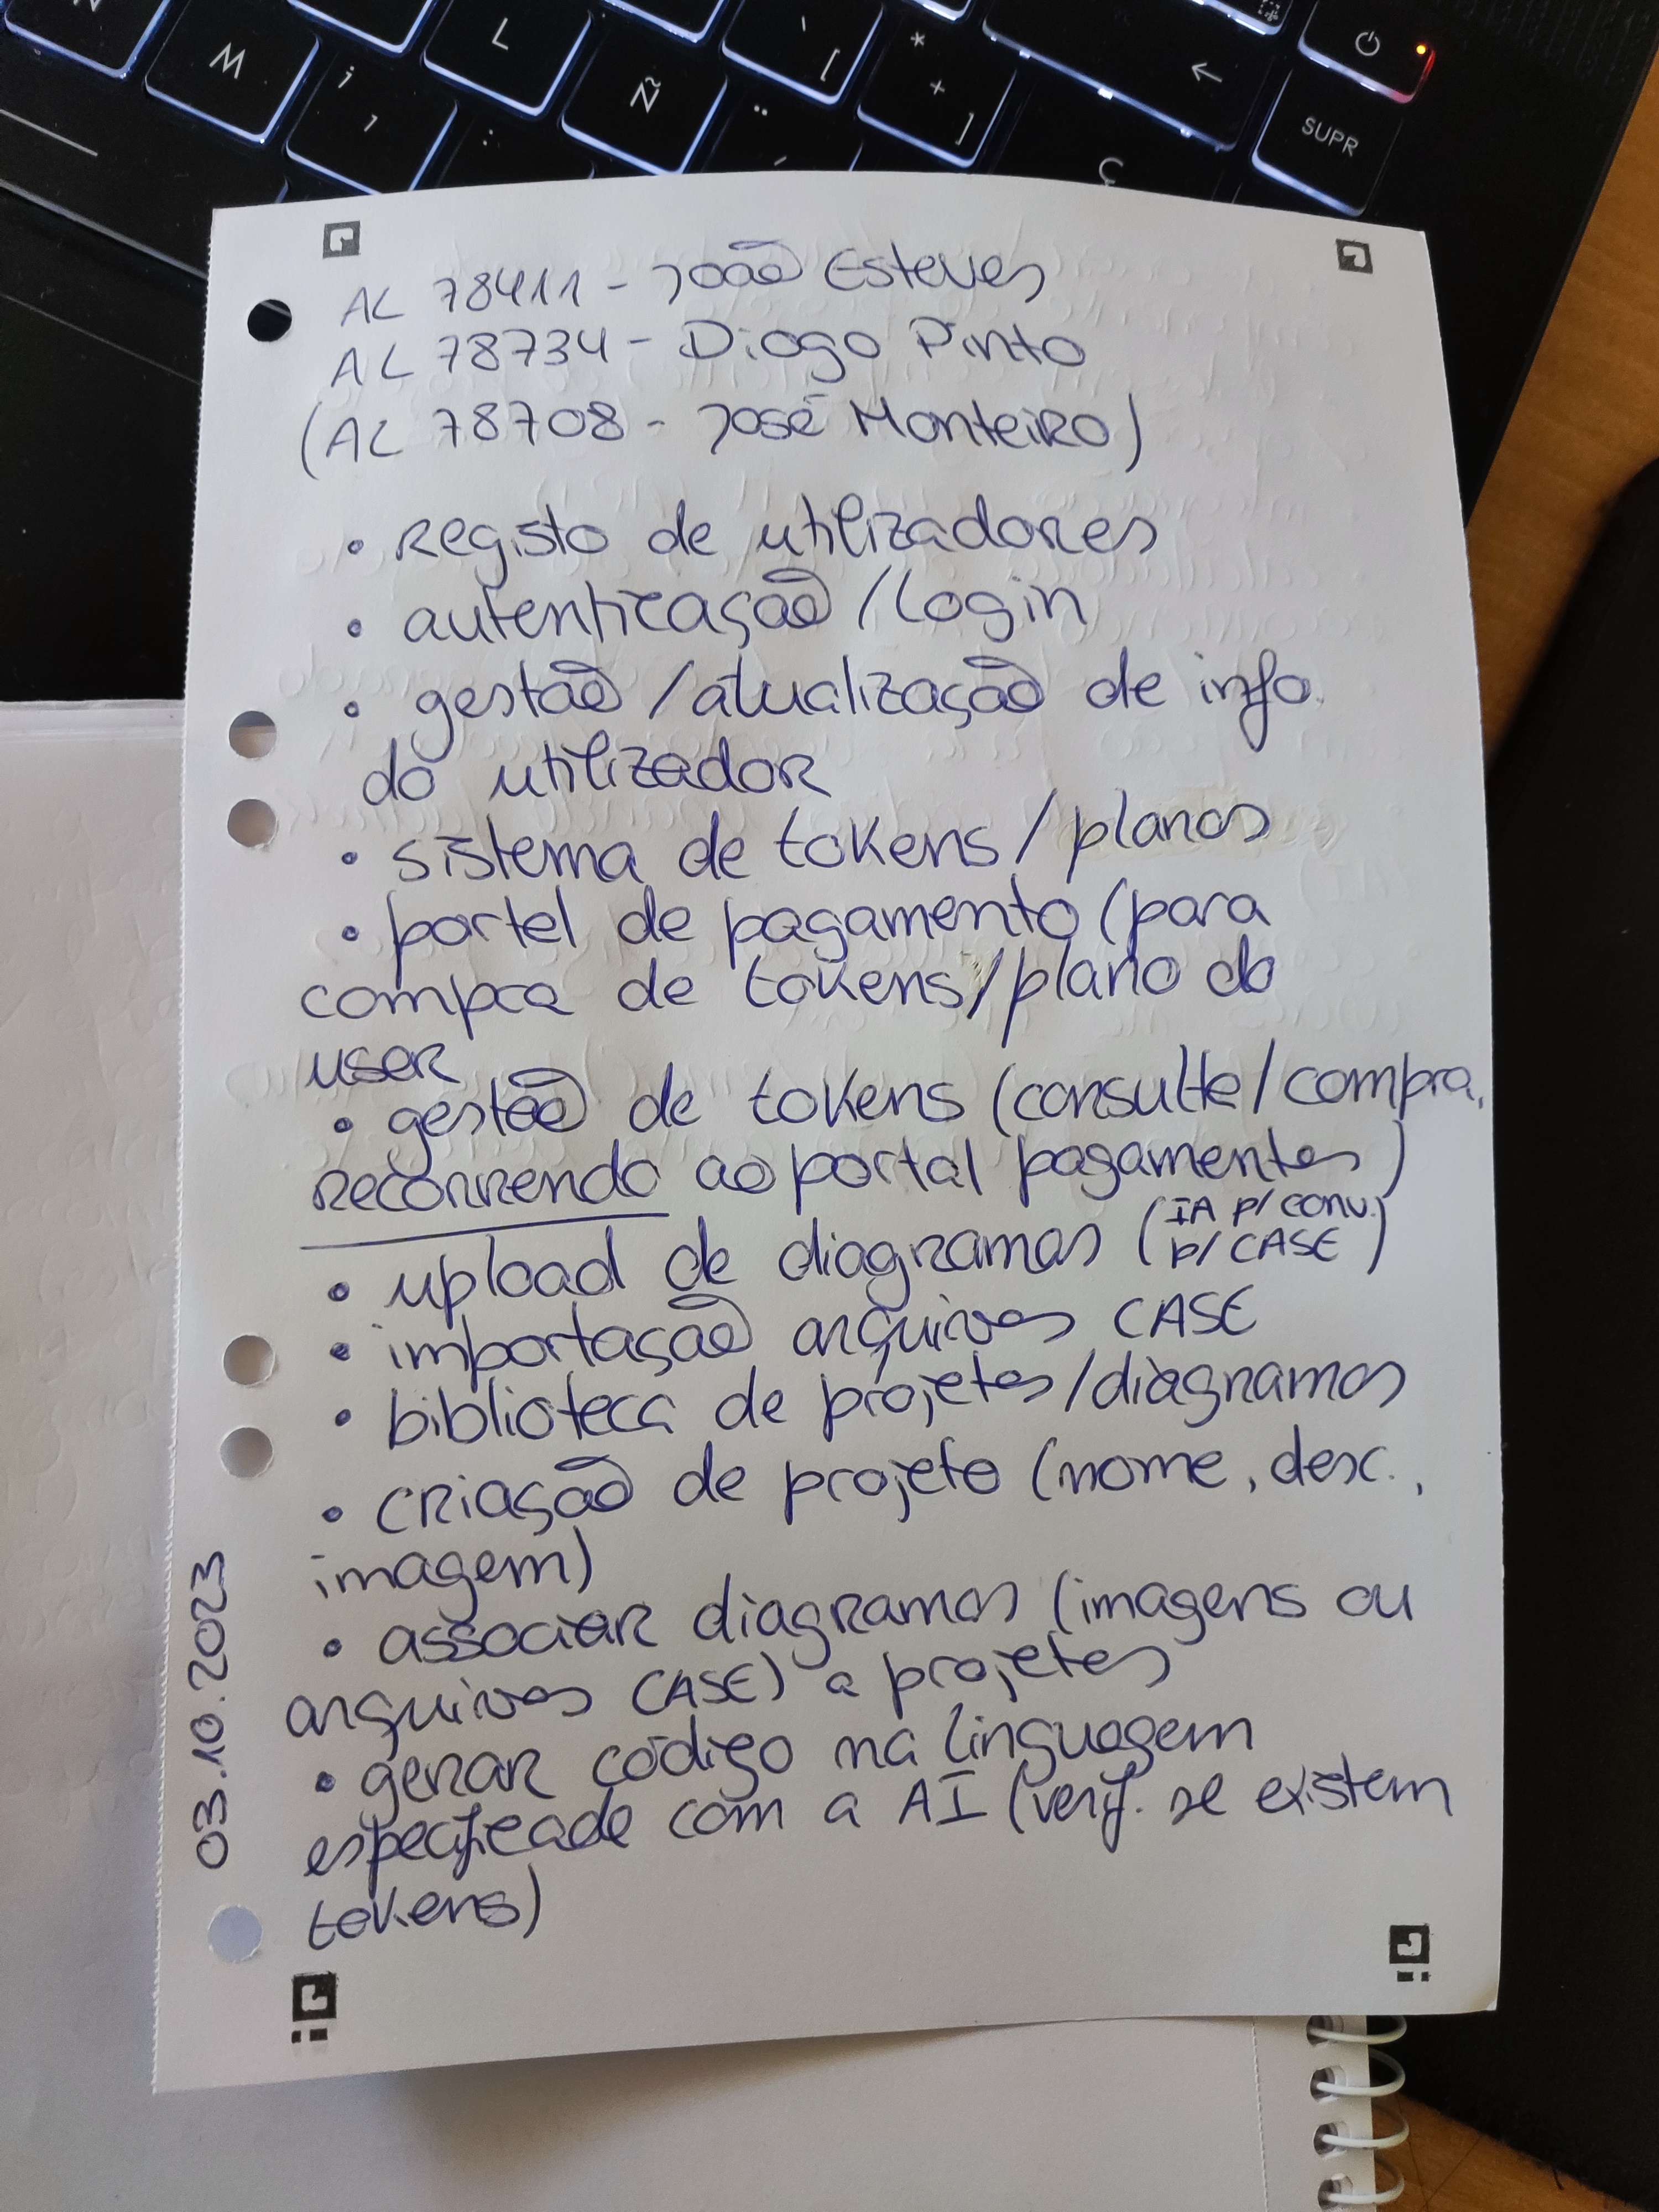 M
L
Ñ
SUPR
Ç
AL 78411 - João Esteves
AL 78734 - Diogo Pinto
(AL 78708 - José Monteiro)
• registo de utilizadores
• autenticação / login
• gestão / atualização de info.
do utilizador
• sistema de tokens / planos
• portal de pagamento (para
compra de tokens / plano do
user
• gestão de tokens (consulta / compra,
recorrendo ao portal pagamentos)
• upload de diagramas (IA p/ conv.
p/ CASE)
• importação arquivos CASE
• biblioteca de projetos / diagramas
• criação de projeto (nome, desc.,
imagem)
• associar diagramas (imagens ou
arquivos CASE) a projetos
• gerar código na linguagem
especificada com a AI (verif. se existem
tokens)
03.10.2023